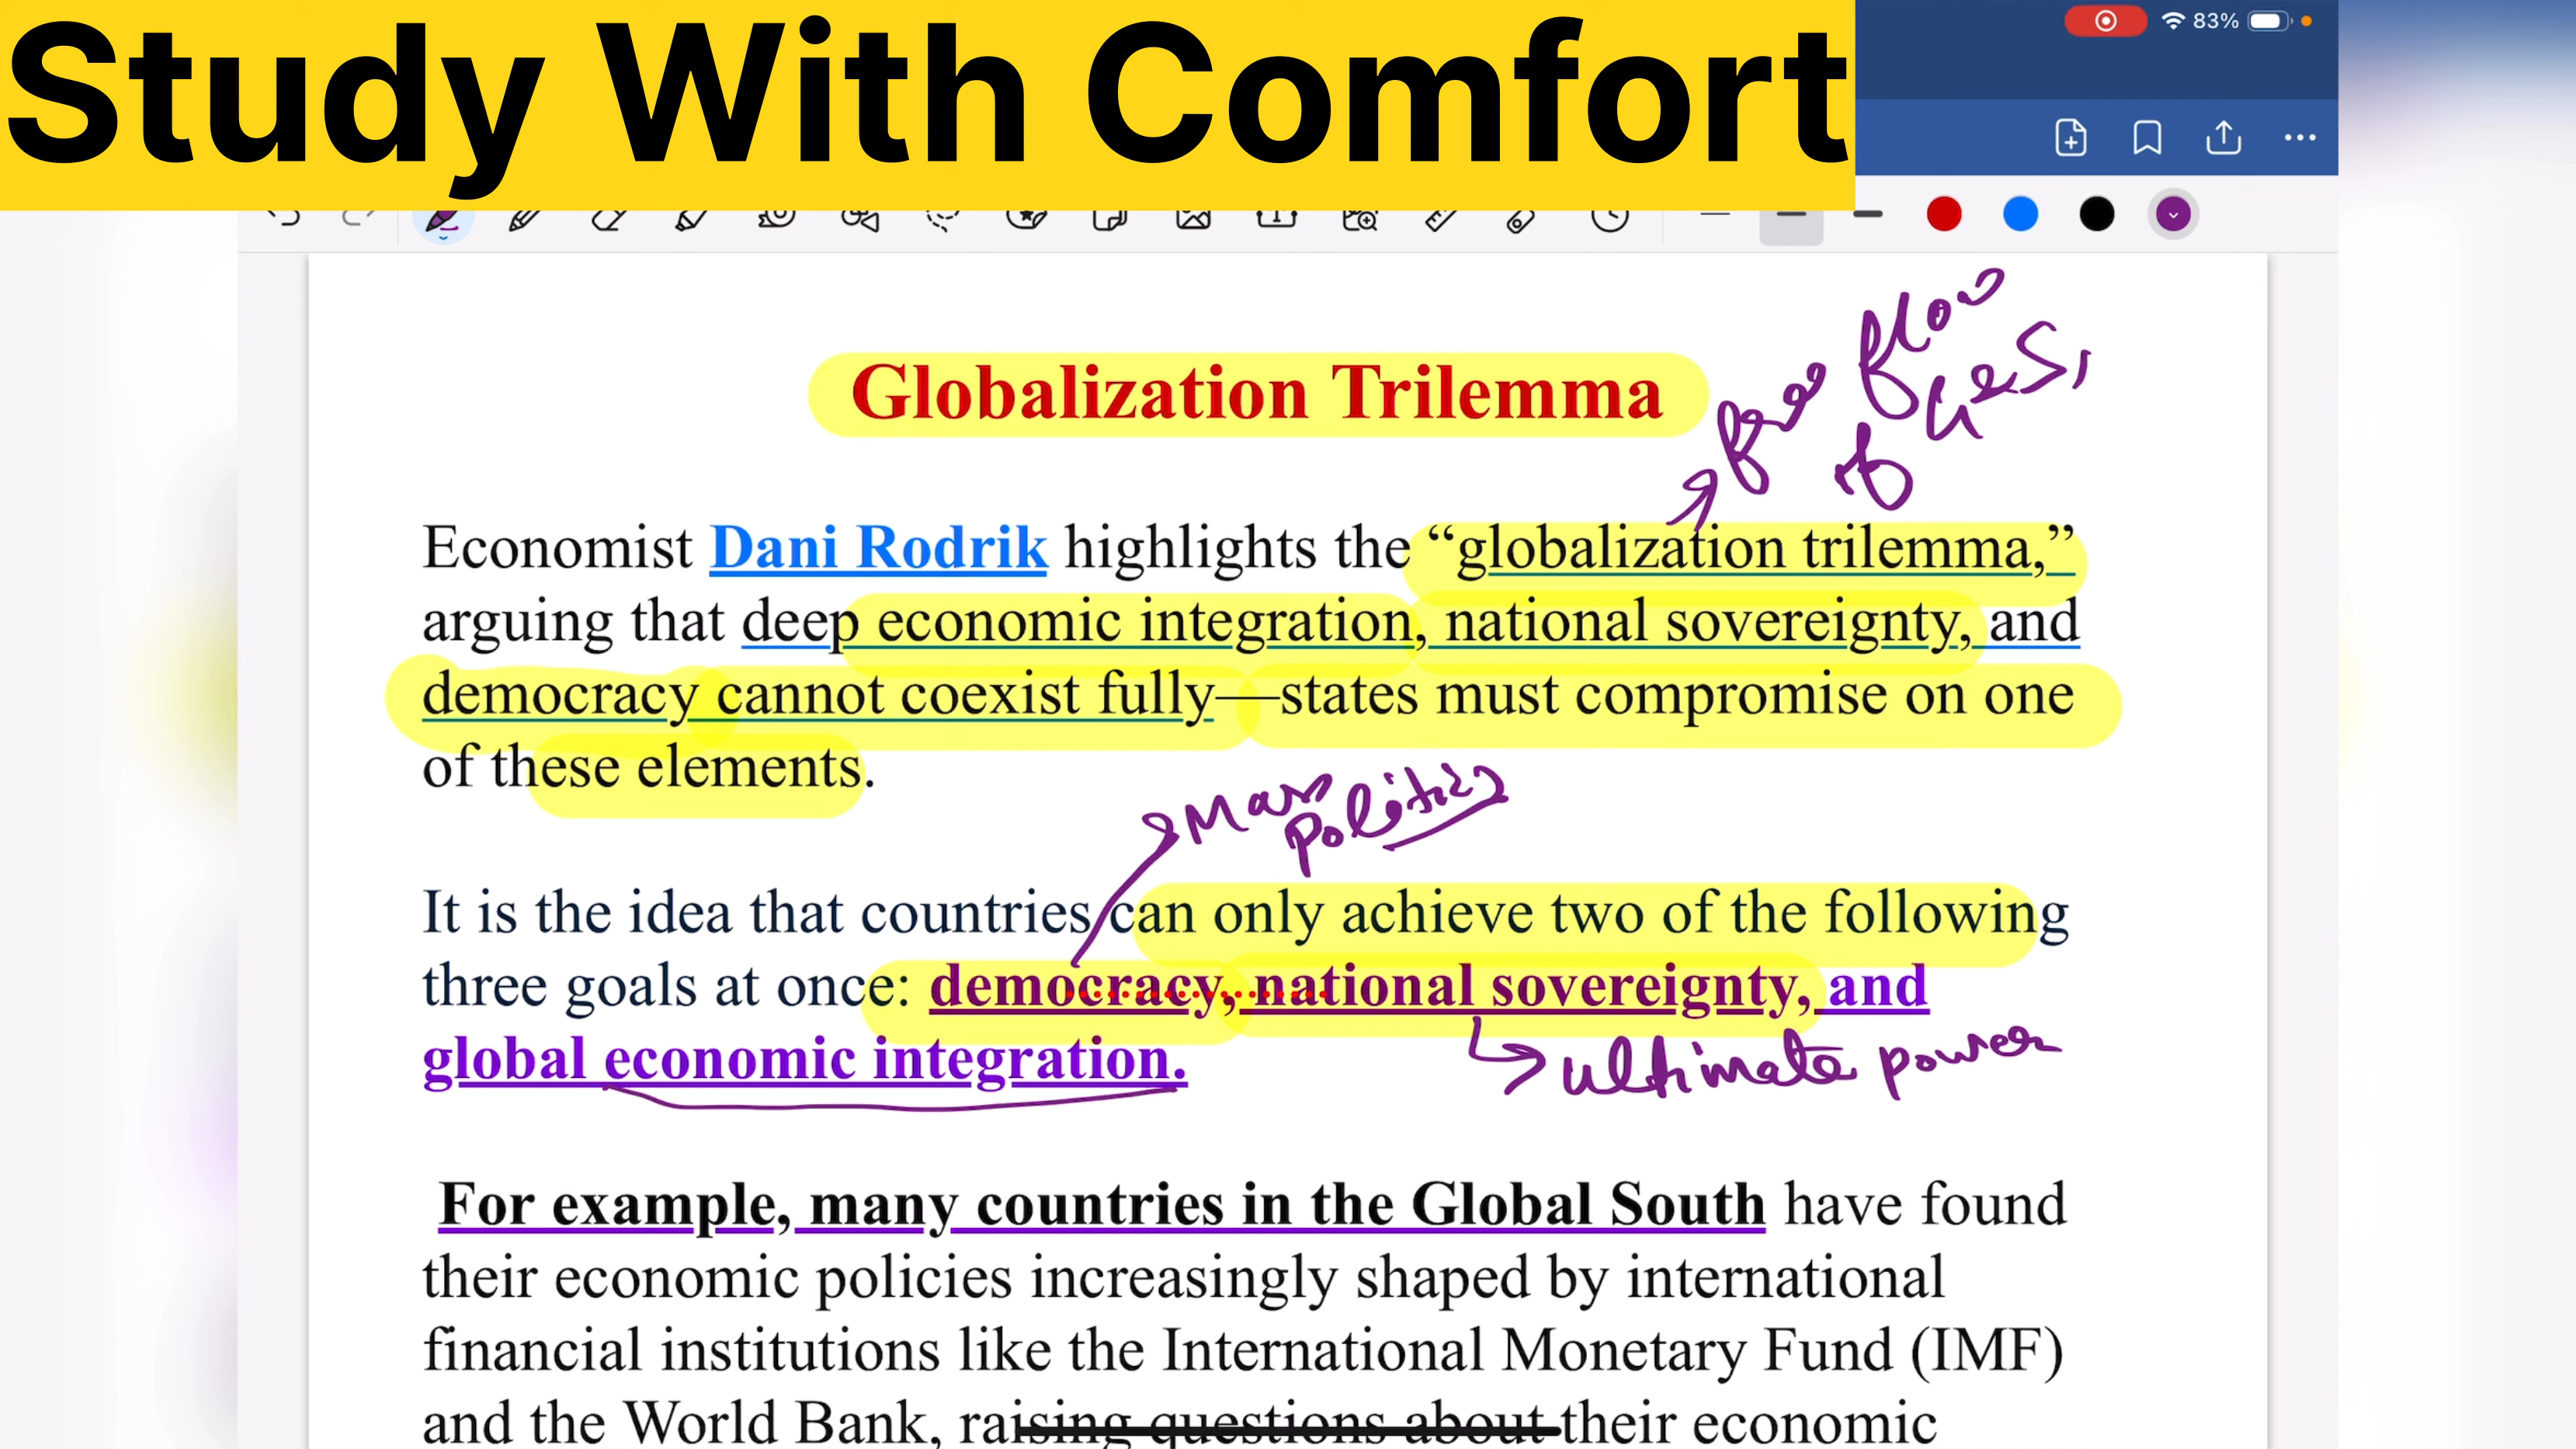 Study With Comfort
83%
Globalization Trilemma
free flow
of G&S,
Economist Dani Rodrik highlights the “globalization trilemma,”
arguing that deep economic integration, national sovereignty, and
democracy cannot coexist fully—states must compromise on one
of these elements.
Mass
Politics
It is the idea that countries can only achieve two of the following
three goals at once: democracy, national sovereignty, and
global economic integration.
ultimate power
For example, many countries in the Global South have found
their economic policies increasingly shaped by international
financial institutions like the International Monetary Fund (IMF)
and the World Bank, raising questions about their economic